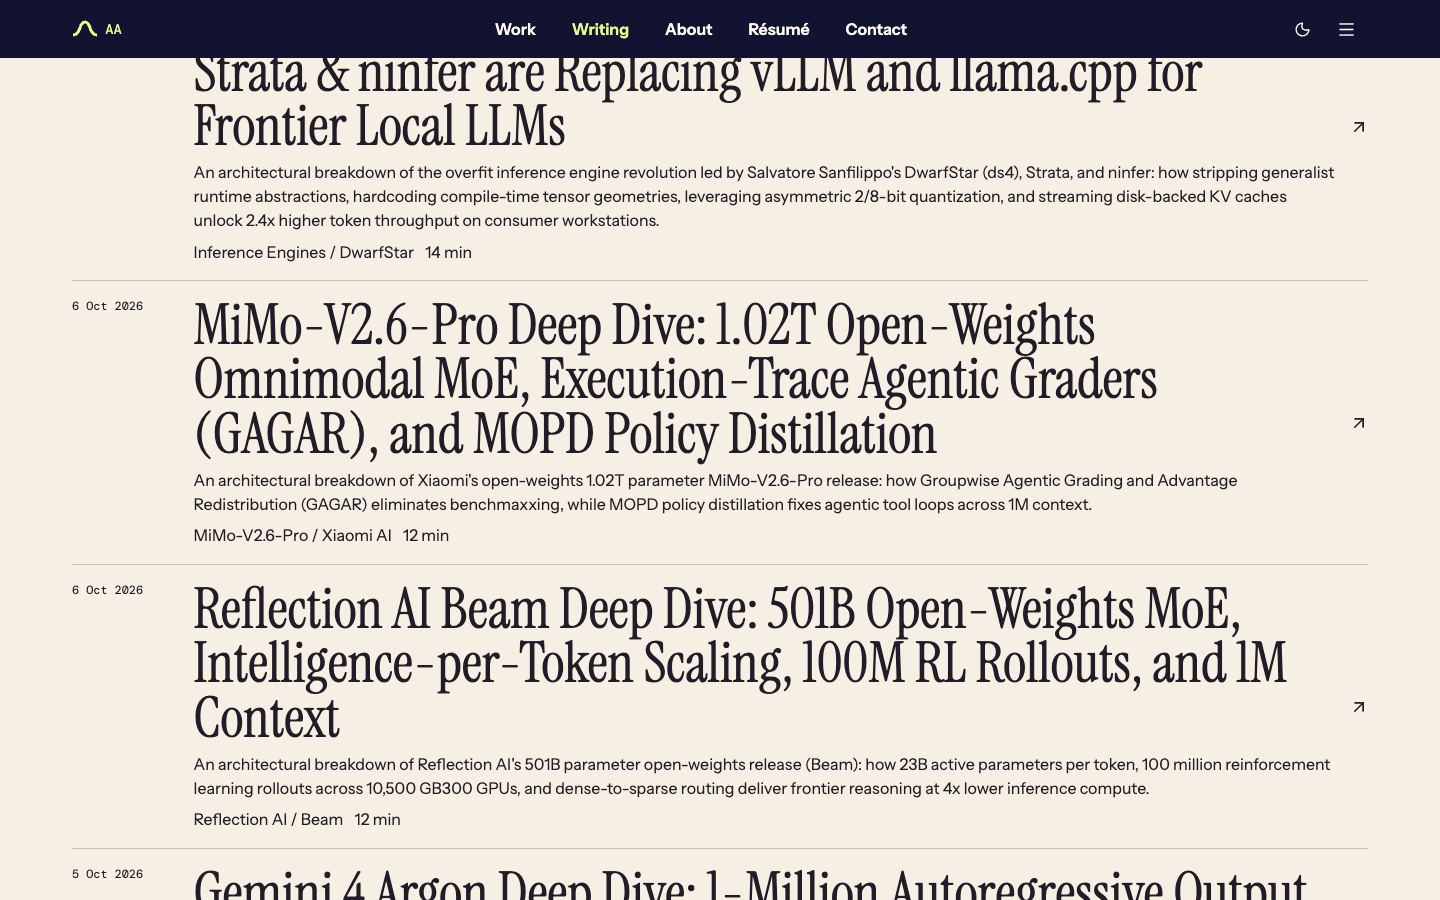 AA
Work
Writing
About
Résumé
Contact
Strata & ninfer are Replacing vLLM and llama.cpp for
Frontier Local LLMs
An architectural breakdown of the overfit inference engine revolution led by Salvatore Sanfilippo's DwarfStar (ds4), Strata, and ninfer: how stripping generalist
runtime abstractions, hardcoding compile-time tensor geometries, leveraging asymmetric 2/8-bit quantization, and streaming disk-backed KV caches
unlock 2.4x higher token throughput on consumer workstations.
Inference Engines / DwarfStar 14 min
6 Oct 2026
MiMo-V2.6-Pro Deep Dive: 1.02T Open-Weights
Omnimodal MoE, Execution-Trace Agentic Graders
(GAGAR), and MOPD Policy Distillation
An architectural breakdown of Xiaomi's open-weights 1.02T parameter MiMo-V2.6-Pro release: how Groupwise Agentic Grading and Advantage
Redistribution (GAGAR) eliminates benchmaxxing, while MOPD policy distillation fixes agentic tool loops across 1M context.
MiMo-V2.6-Pro / Xiaomi AI 12 min
6 Oct 2026
Reflection AI Beam Deep Dive: 501B Open-Weights MoE,
Intelligence-per-Token Scaling, 100M RL Rollouts, and 1M
Context
An architectural breakdown of Reflection AI's 501B parameter open-weights release (Beam): how 23B active parameters per token, 100 million reinforcement
learning rollouts across 10,500 GB300 GPUs, and dense-to-sparse routing deliver frontier reasoning at 4x lower inference compute.
Reflection AI / Beam 12 min
5 Oct 2026
Gemini 4 Argon Deep Dive: 1-Million Autoregressive Output